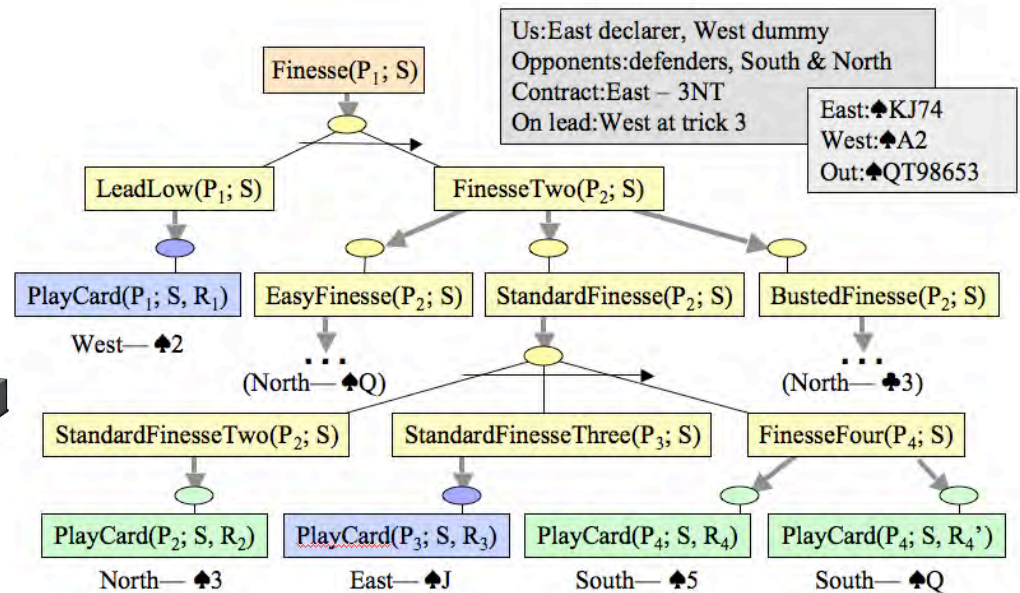 Us:East declarer, West dummy
Opponents:defenders, South & North
Contract:East – 3NT
On lead:West at trick 3
East:♠KJ74
West:♠A2
Out:♠QT98653
Finesse(P₁; S)
LeadLow(P₁; S)
FinesseTwo(P₂; S)
PlayCard(P₁; S, R₁)
EasyFinesse(P₂; S)
StandardFinesse(P₂; S)
BustedFinesse(P₂; S)
West— ♠2
. . .
. . .
(North— ♠Q)
(North— ♣3)
StandardFinesseTwo(P₂; S)
StandardFinesseThree(P₃; S)
FinesseFour(P₄; S)
PlayCard(P₂; S, R₂)
PlayCard(P₃; S, R₃)
PlayCard(P₄; S, R₄)
PlayCard(P₄; S, R₄’)
North— ♠3
East— ♠J
South— ♠5
South— ♠Q